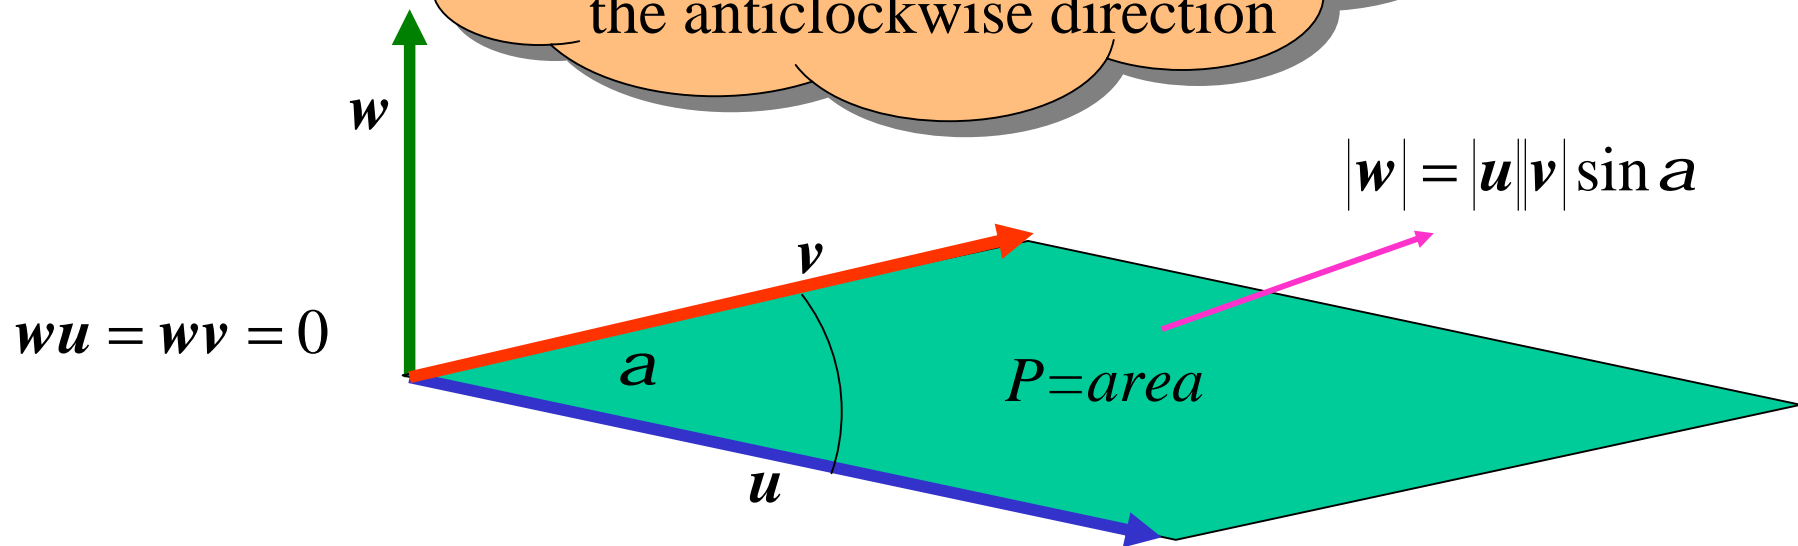 the anticlockwise direction
w
|w| = |u||v| sin a
v
wu = wv = 0
a
P=area
u